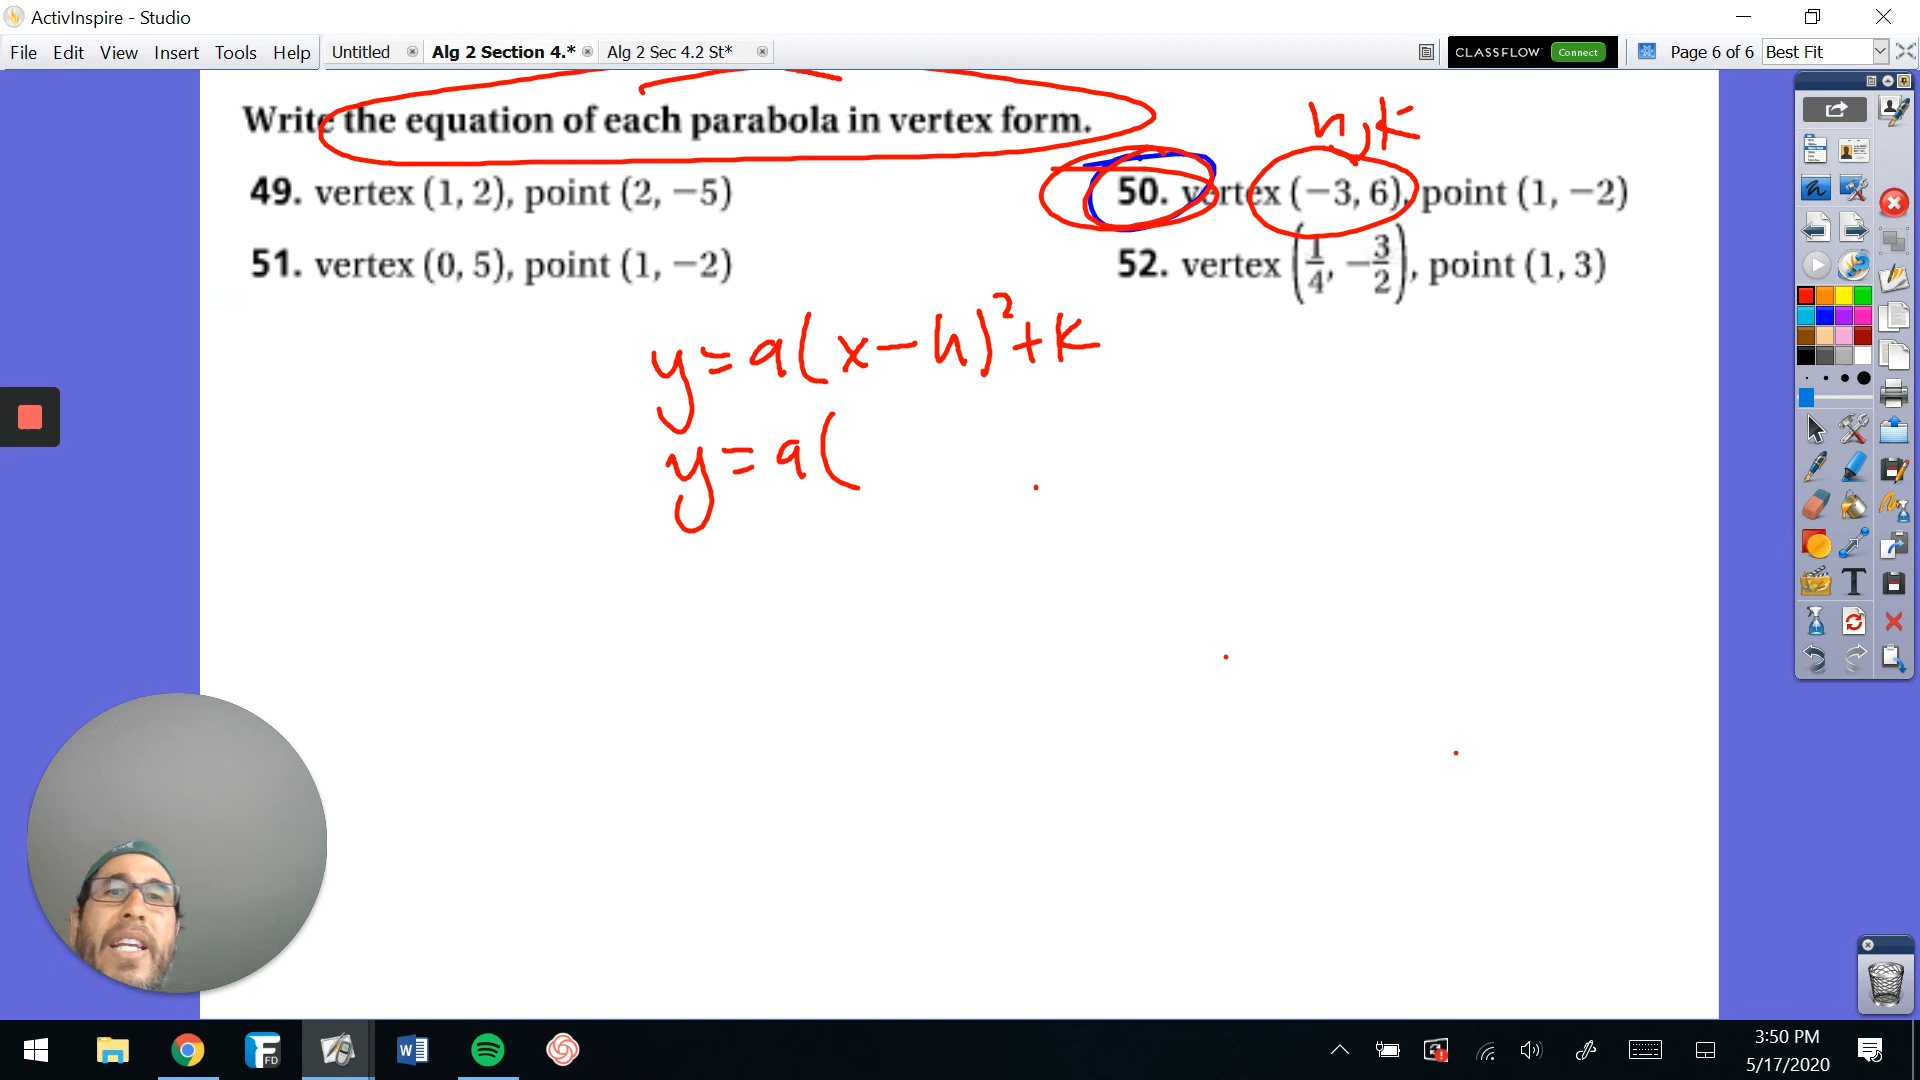 ActivInspire - Studio
File Edit View Insert Tools Help Untitled Alg 2 Section 4.* Alg 2 Sec 4.2 St* CLASSFLOW Connect Page 6 of 6 Best Fit
Write the equation of each parabola in vertex form.
h, k
49. vertex (1, 2), point (2, −5)
50. vertex (−3, 6), point (1, −2)
51. vertex (0, 5), point (1, −2)
52. vertex (1/4, −3/2), point (1, 3)
y = a(x − h)² + k
y = a(
3:50 PM
5/17/2020